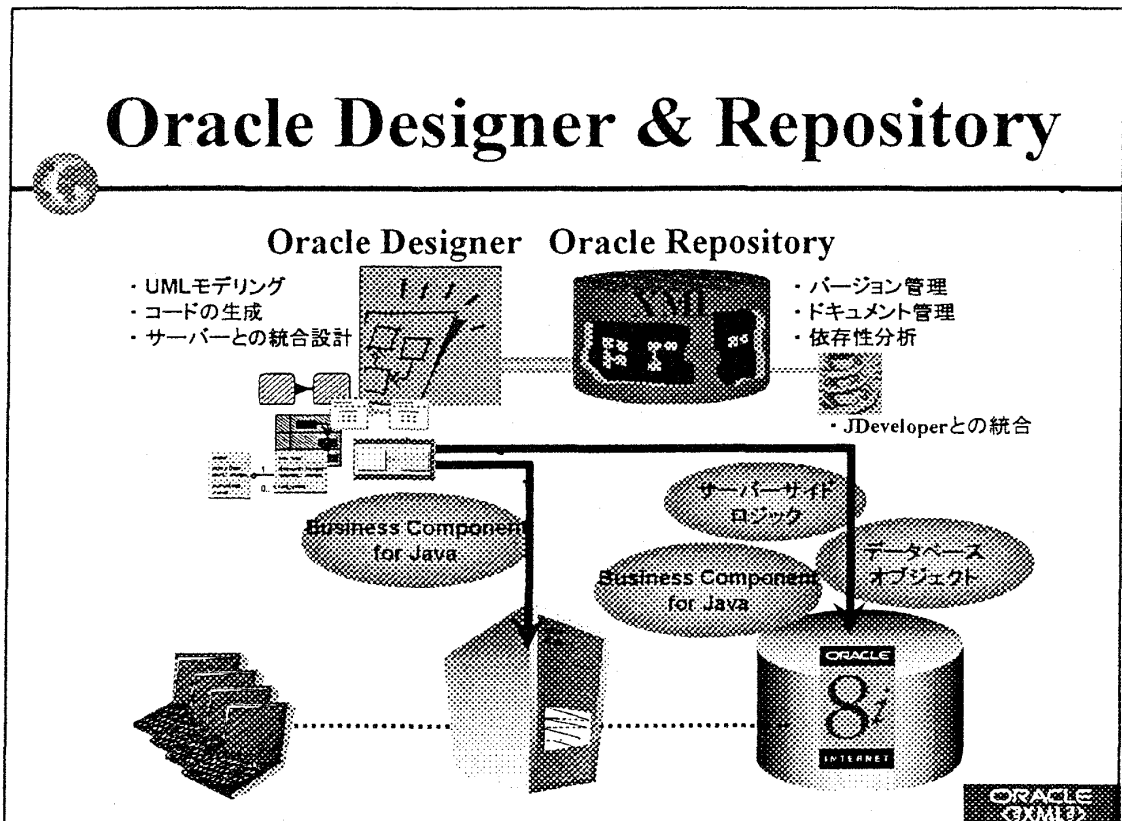 Oracle Designer & Repository
Oracle Designer
Oracle Repository
・UMLモデリング
・コードの生成
・サーバーとの統合設計
・バージョン管理
・ドキュメント管理
・依存性分析
・JDeveloperとの統合
サーバーサイド
ロジック
Business Component
for Java
データベース
オブジェクト
Business Component
for Java
ORACLE
8i
INTERNET
ORACLE